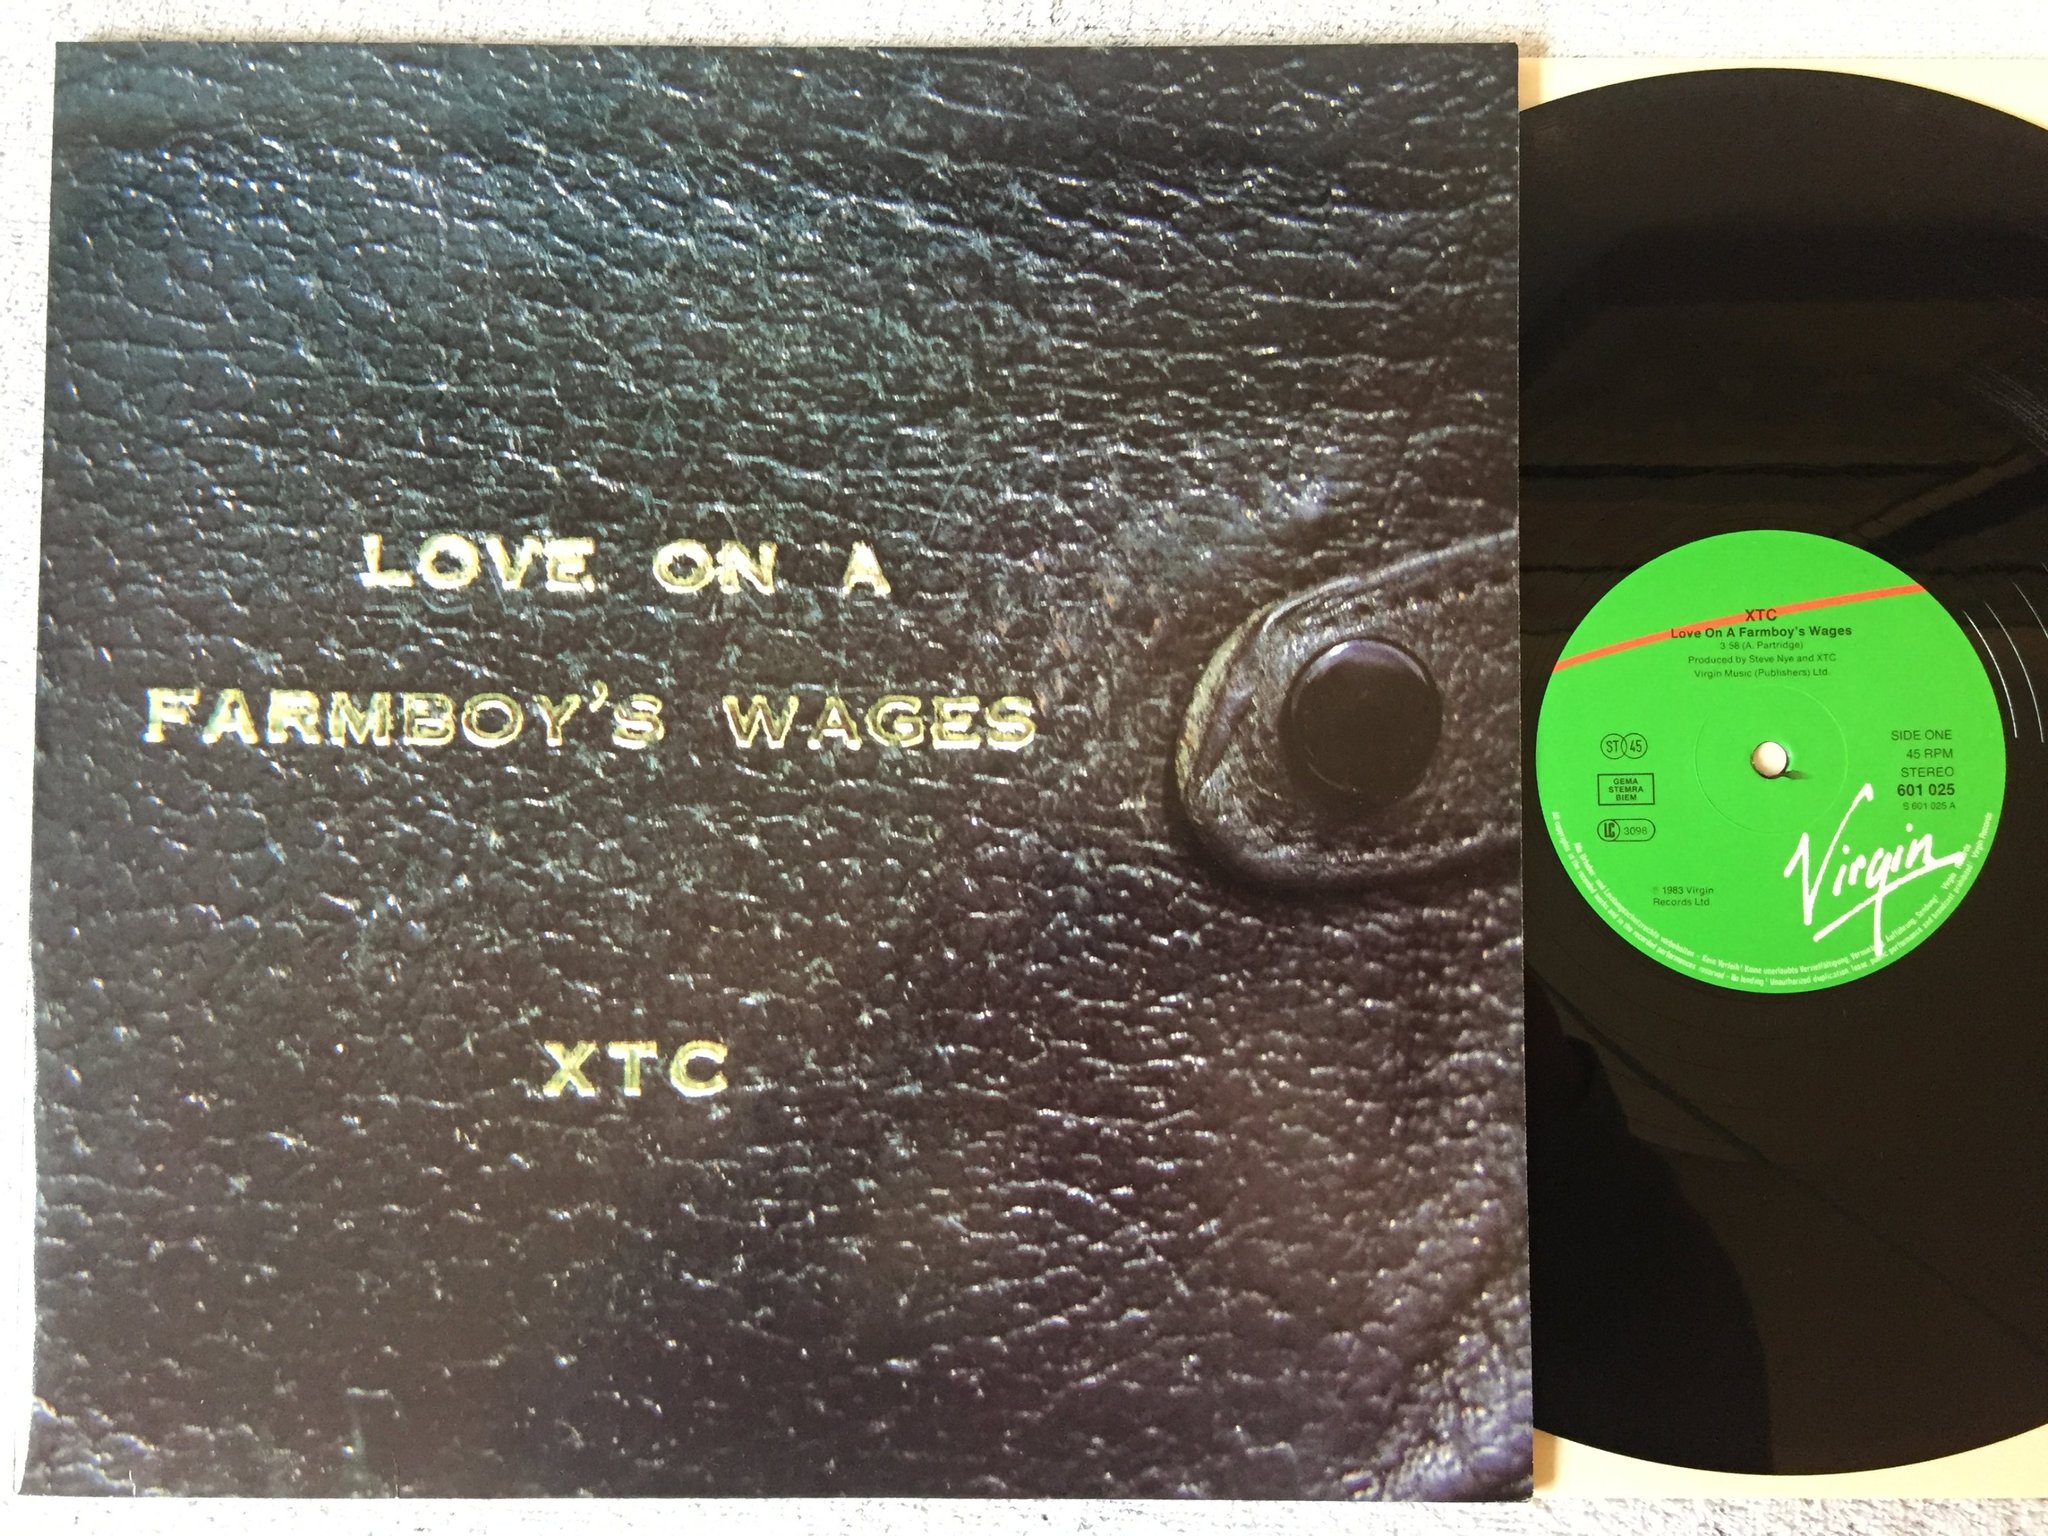 LOVE ON A
FARMBOY'S WAGES
XTC
XTC
Love On A Farmboy's Wages
3:58 (A. Partridge)
Produced by Steve Nye and XTC
Virgin Music (Publishers) Ltd.
ST 45
GEMA
STEMRA
BIEM
LC 3098
SIDE ONE
45 RPM
STEREO
601 025
S 601 025 A
Virgin
℗ 1983 Virgin
Records Ltd